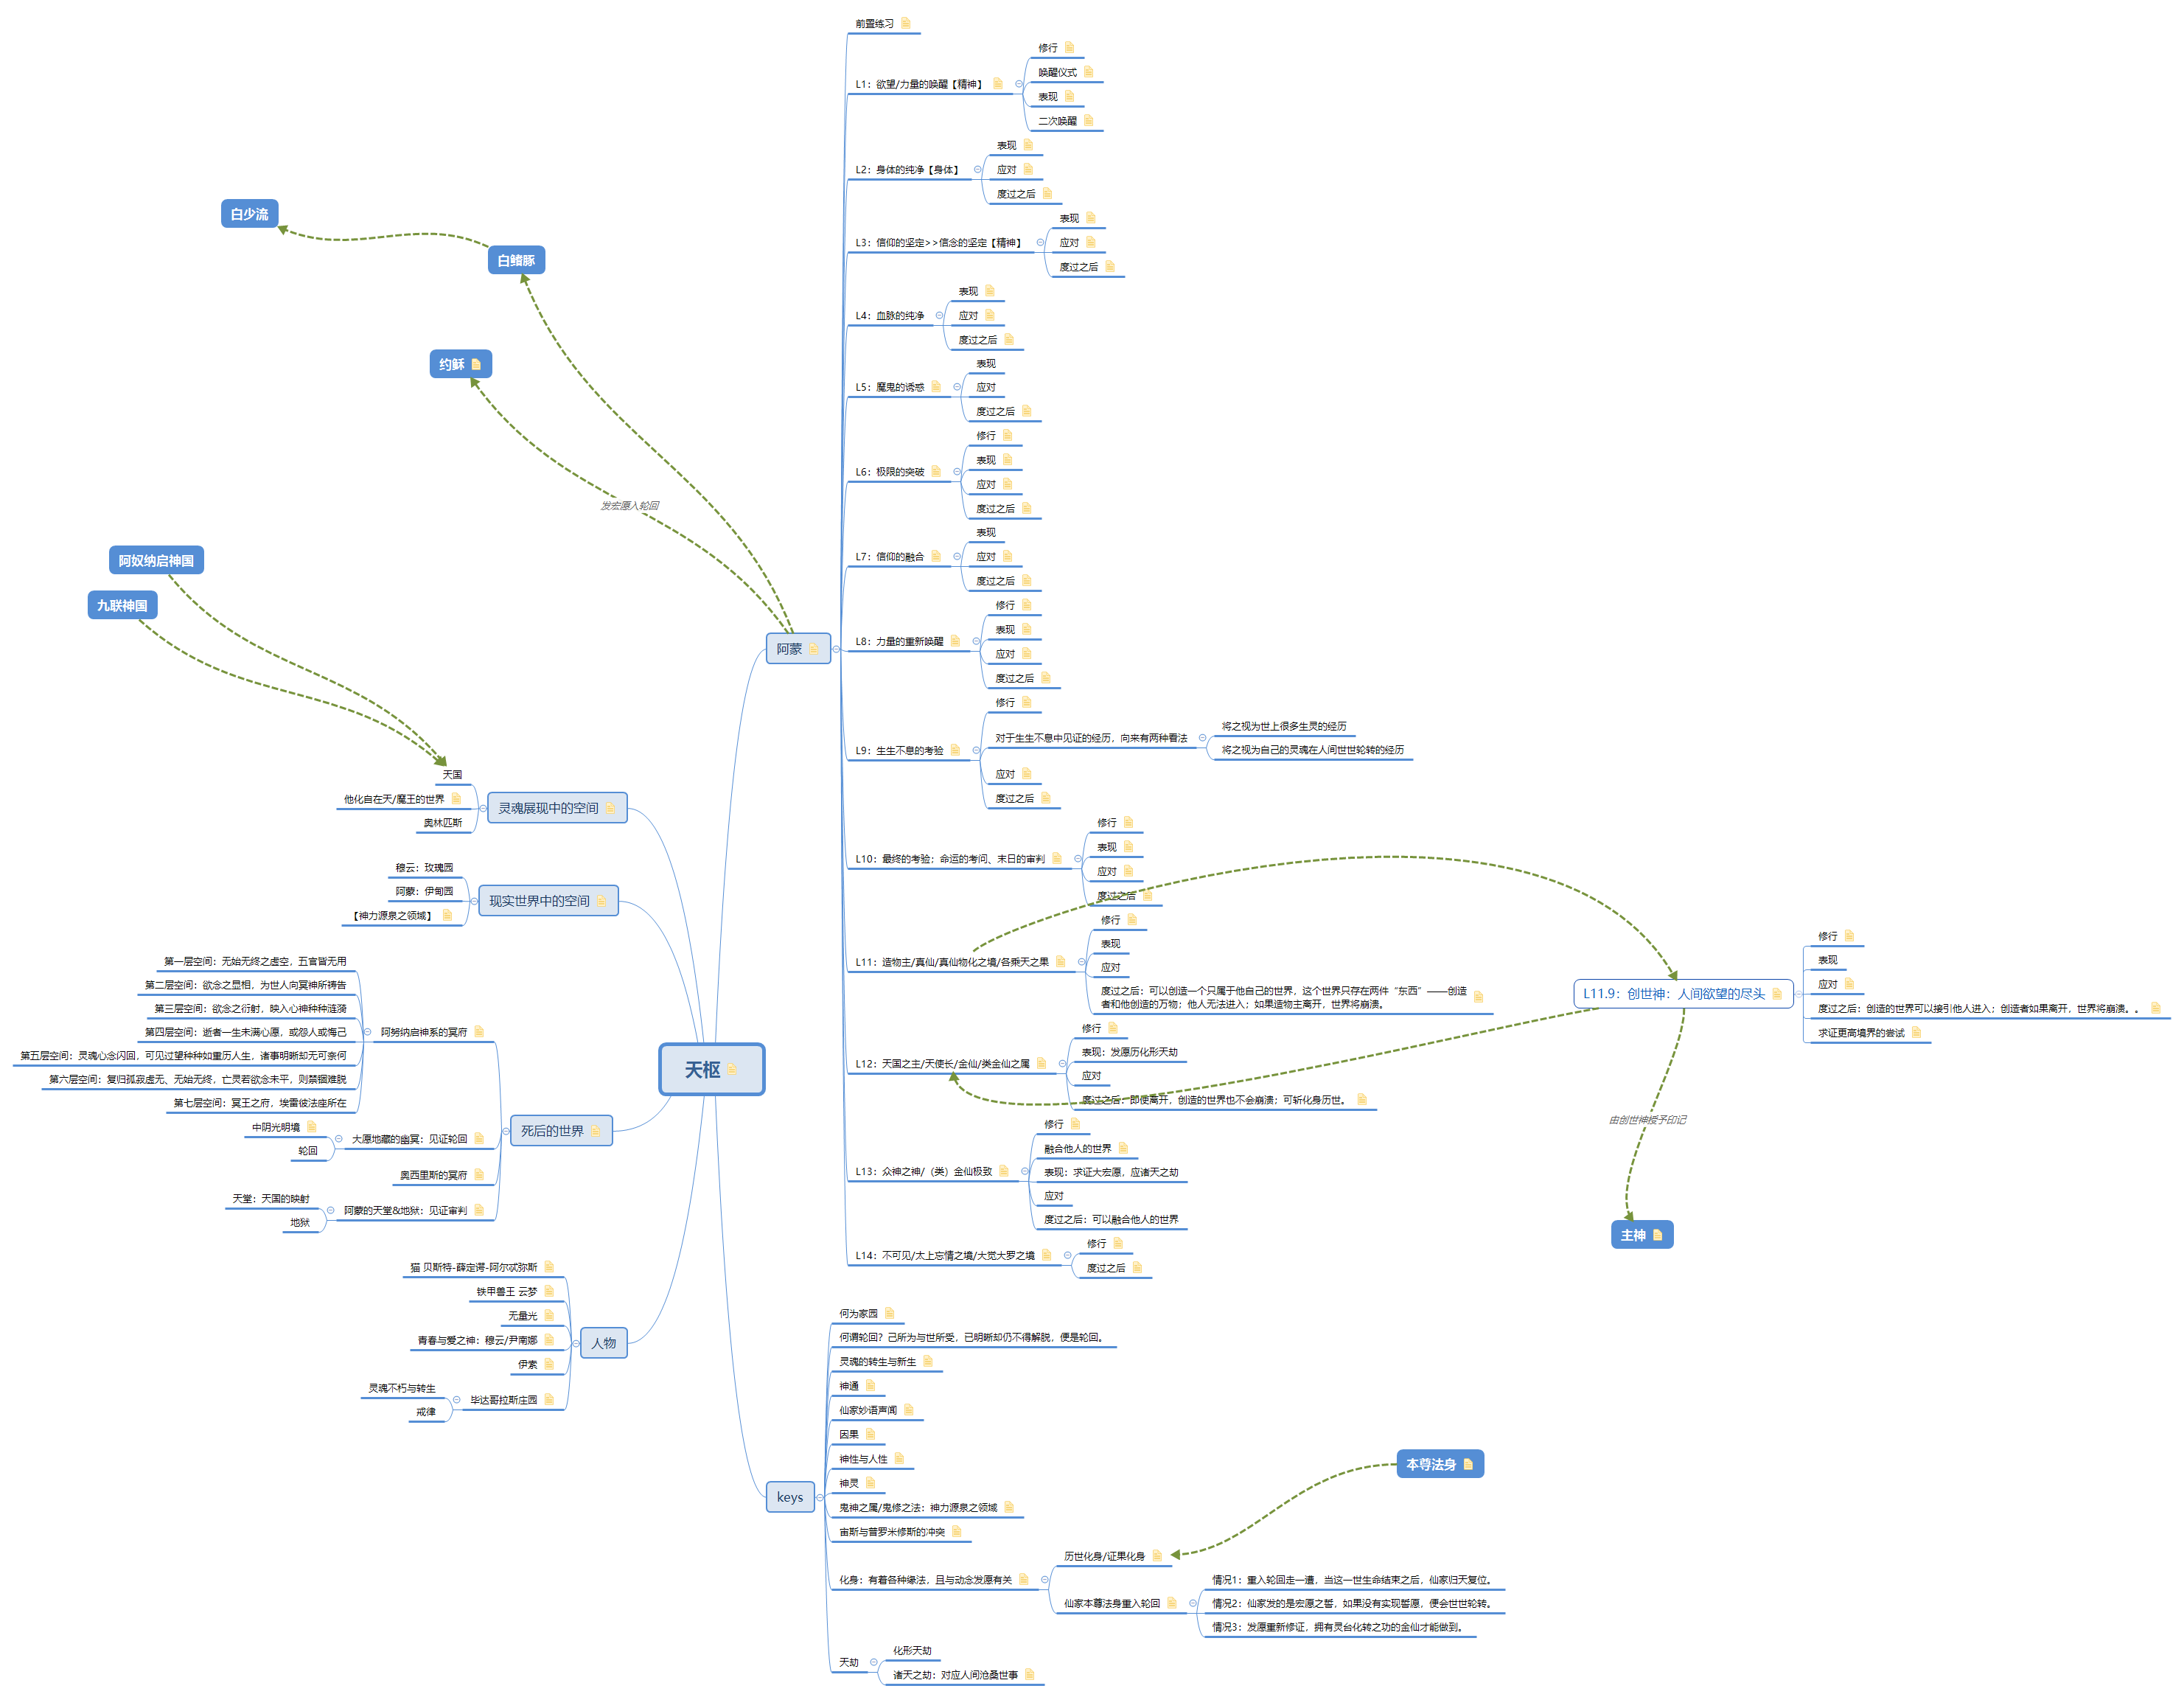 天枢
阿蒙
前置练习
L1：欲望/力量的唤醒【精神】
修行
唤醒仪式
表现
二次唤醒
L2：身体的纯净【身体】
表现
应对
度过之后
L3：信仰的坚定>>信念的坚定【精神】
表现
应对
度过之后
L4：血脉的纯净
表现
应对
度过之后
L5：魔鬼的诱惑
表现
应对
度过之后
L6：极限的突破
修行
表现
应对
度过之后
L7：信仰的融合
表现
应对
度过之后
L8：力量的重新唤醒
修行
表现
应对
度过之后
L9：生生不息的考验
修行
对于生生不息中见证的经历，向来有两种看法
将之视为世上很多生灵的经历
将之视为自己的灵魂在人间世世轮转的经历
应对
度过之后
L10：最终的考验；命运的考问、末日的审判
修行
表现
应对
度过之后
L11：造物主/真仙/真仙物化之境/各乘天之果
修行
表现
应对
度过之后：可以创造一个只属于他自己的世界，这个世界只存在两件“东西”——创造
者和他创造的万物；他人无法进入；如果造物主离开，世界将崩溃。
L12：天国之主/天使长/金仙/类金仙之属
修行
表现：发愿历化形天劫
应对
度过之后：即便离开，创造的世界也不会崩溃；可斩化身历世。
L13：众神之神/（类）金仙极致
修行
融合他人的世界
表现：求证大宏愿，应诸天之劫
应对
度过之后：可以融合他人的世界
L14：不可见/太上忘情之境/大觉大罗之境
修行
度过之后
keys
何为家园
何谓轮回？己所为与世所受，已明晰却仍不得解脱，便是轮回。
灵魂的转生与新生
神通
仙家妙语声闻
因果
神性与人性
神灵
鬼神之属/鬼修之法：神力源泉之领域
宙斯与普罗米修斯的冲突
化身：有着各种缘法，且与动念发愿有关
历世化身/证果化身
仙家本尊法身重入轮回
情况1：重入轮回走一遭，当这一世生命结束之后，仙家归天复位。
情况2：仙家发的是宏愿之誓，如果没有实现誓愿，便会世世轮转。
情况3：发愿重新修证，拥有灵台化转之功的金仙才能做到。
天劫
化形天劫
诸天之劫：对应人间沧桑世事
灵魂展现中的空间
天国
他化自在天/魔王的世界
奥林匹斯
现实世界中的空间
穆云：玫瑰园
阿蒙：伊甸园
【神力源泉之领域】
死后的世界
阿努纳启神系的冥府
第一层空间：无始无终之虚空，五官皆无用
第二层空间：欲念之显相，为世人向冥神所祷告
第三层空间：欲念之衍射，映入心神种种涟漪
第四层空间：逝者一生未满心愿，或怨人或悔己
第五层空间：灵魂心念闪回，可见过望种种如重历人生，诸事明晰却无可奈何
第六层空间：复归孤寂虚无、无始无终，亡灵若欲念未平，则禁锢难脱
第七层空间：冥王之府，埃雷彼法座所在
大愿地藏的幽冥：见证轮回
中阴光明境
轮回
奥西里斯的冥府
阿蒙的天堂&地狱：见证审判
天堂：天国的映射
地狱
人物
猫 贝斯特-薛定谔-阿尔忒弥斯
铁甲兽王 云梦
无量光
青春与爱之神：穆云/尹南娜
伊索
毕达哥拉斯庄园
灵魂不朽与转生
戒律
白少流
白鳍豚
约稣
发宏愿入轮回
阿奴纳启神国
九联神国
L11.9：创世神：人间欲望的尽头
修行
表现
应对
度过之后：创造的世界可以接引他人进入；创造者如果离开，世界将崩溃。。
求证更高境界的尝试
由创世神授予印记
主神
本尊法身